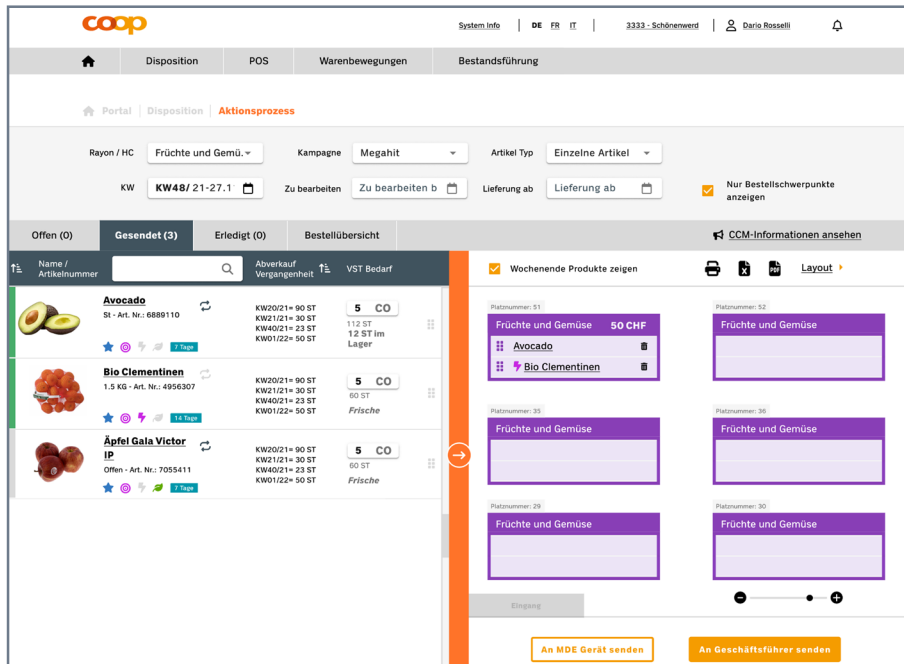 coop
System Info | DE FR IT | 3333 - Schönenwerd | Dario Rosselli
Disposition POS Warenbewegungen Bestandsführung
Portal | Disposition | Aktionsprozess
Rayon / HC Früchte und Gemü. Kampagne Megahit Artikel Typ Einzelne Artikel
KW KW48/ 21-27.1 Zu bearbeiten Zu bearbeiten b Lieferung ab Lieferung ab
Nur Bestellschwerpunkte
anzeigen
Offen (0) Gesendet (3) Erledigt (0) Bestellübersicht CCM-Informationen ansehen
Name /
Artikelnummer
Abverkauf
Vergangenheit
VST Bedarf
Wochenende Produkte zeigen PDF Layout
Avocado
St - Art. Nr.: 6889110
7 Tage
KW20/21= 90 ST
KW21/21= 30 ST
KW40/21= 23 ST
KW01/22= 50 ST
5 CO
112 ST
12 ST im
Lager
Bio Clementinen
1.5 KG - Art. Nr.: 4956307
14 Tage
KW20/21= 90 ST
KW21/21= 30 ST
KW40/21= 23 ST
KW01/22= 50 ST
5 CO
60 ST
Frische
Äpfel Gala Victor
IP
Offen - Art. Nr.: 7055411
7 Tage
KW20/21= 90 ST
KW21/21= 30 ST
KW40/21= 23 ST
KW01/22= 50 ST
5 CO
60 ST
Frische
Platznummer: 51
Früchte und Gemüse 50 CHF
Avocado
Bio Clementinen
Platznummer: 52
Früchte und Gemüse
Platznummer: 35
Früchte und Gemüse
Platznummer: 36
Früchte und Gemüse
Platznummer: 29
Früchte und Gemüse
Platznummer: 30
Früchte und Gemüse
Eingang
An MDE Gerät senden An Geschäftsführer senden